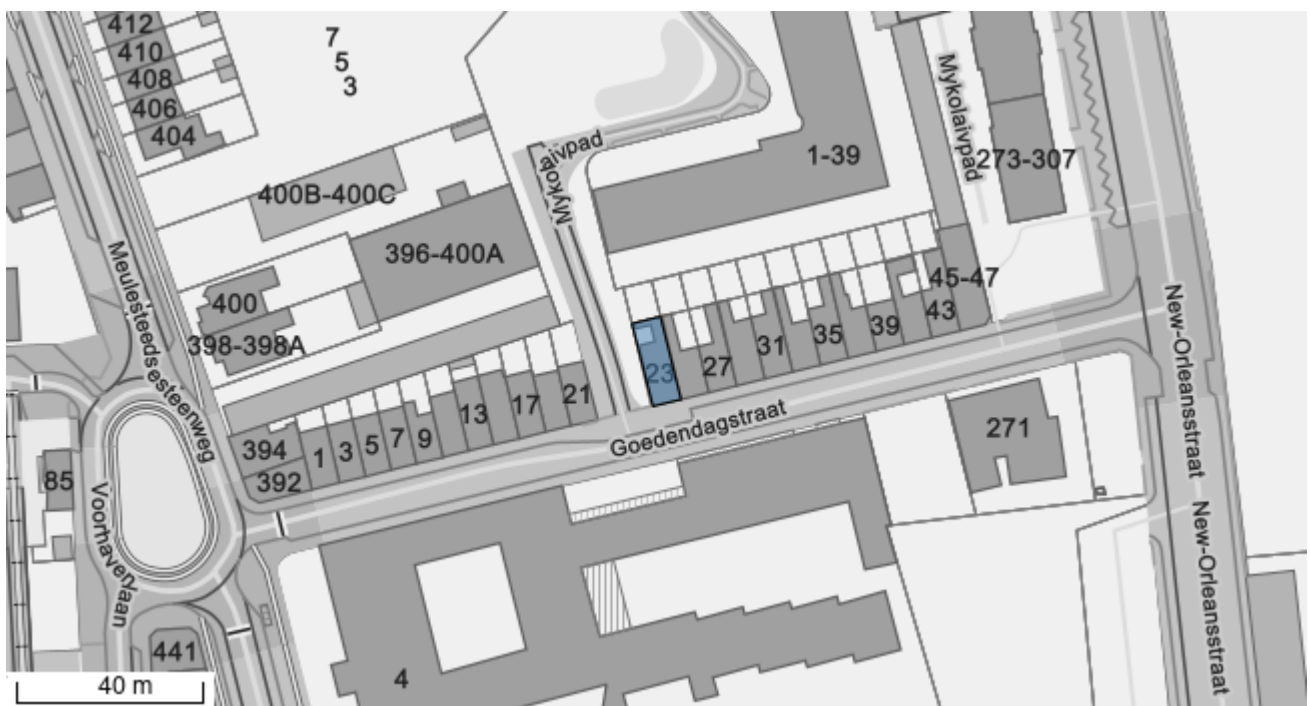 412
410
408
406
404
7
5
3
400B-400C
396-400A
400
398-398A
394
392
1
3
5
7
9
13
17
21
Mykolaivpad
1-39
Mykolaivpad
273-307
23
27
31
35
39
43
45-47
Goedendagstraat
271
New-Orleansstraat
New-Orleansstraat
Meulesteedsesteenweg
Voorhavenlaan
85
441
4
40 m